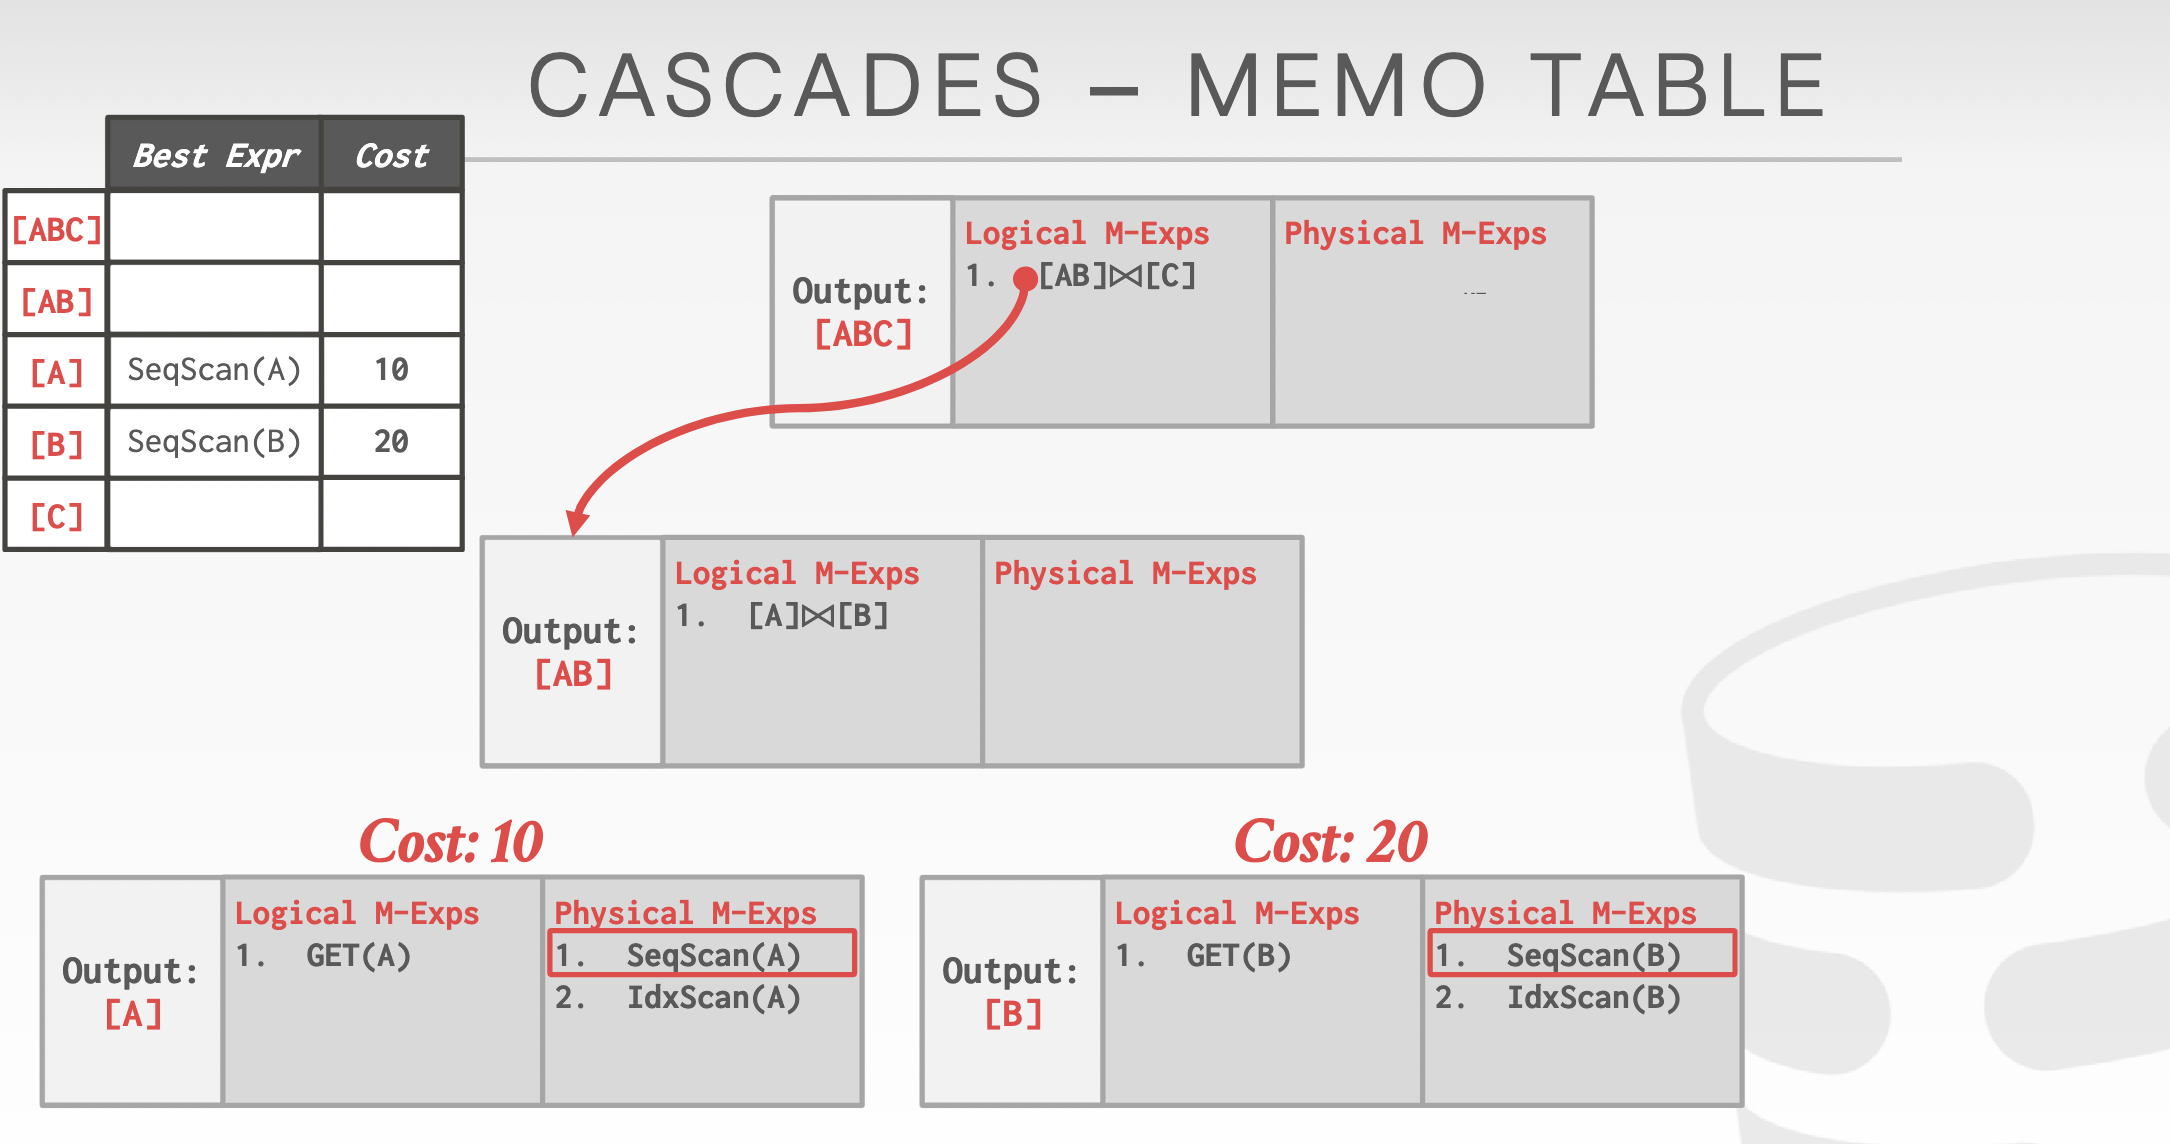 CASCADES – MEMO TABLE
Best Expr Cost
[ABC]
[AB]
[A] SeqScan(A) 10
[B] SeqScan(B) 20
[C]
Output:
[ABC]
Logical M-Exps
1. [AB]⋈[C]
Physical M-Exps
Output:
[AB]
Logical M-Exps
1. [A]⋈[B]
Physical M-Exps
Cost: 10
Output:
[A]
Logical M-Exps
1. GET(A)
Physical M-Exps
1. SeqScan(A)
2. IdxScan(A)
Cost: 20
Output:
[B]
Logical M-Exps
1. GET(B)
Physical M-Exps
1. SeqScan(B)
2. IdxScan(B)